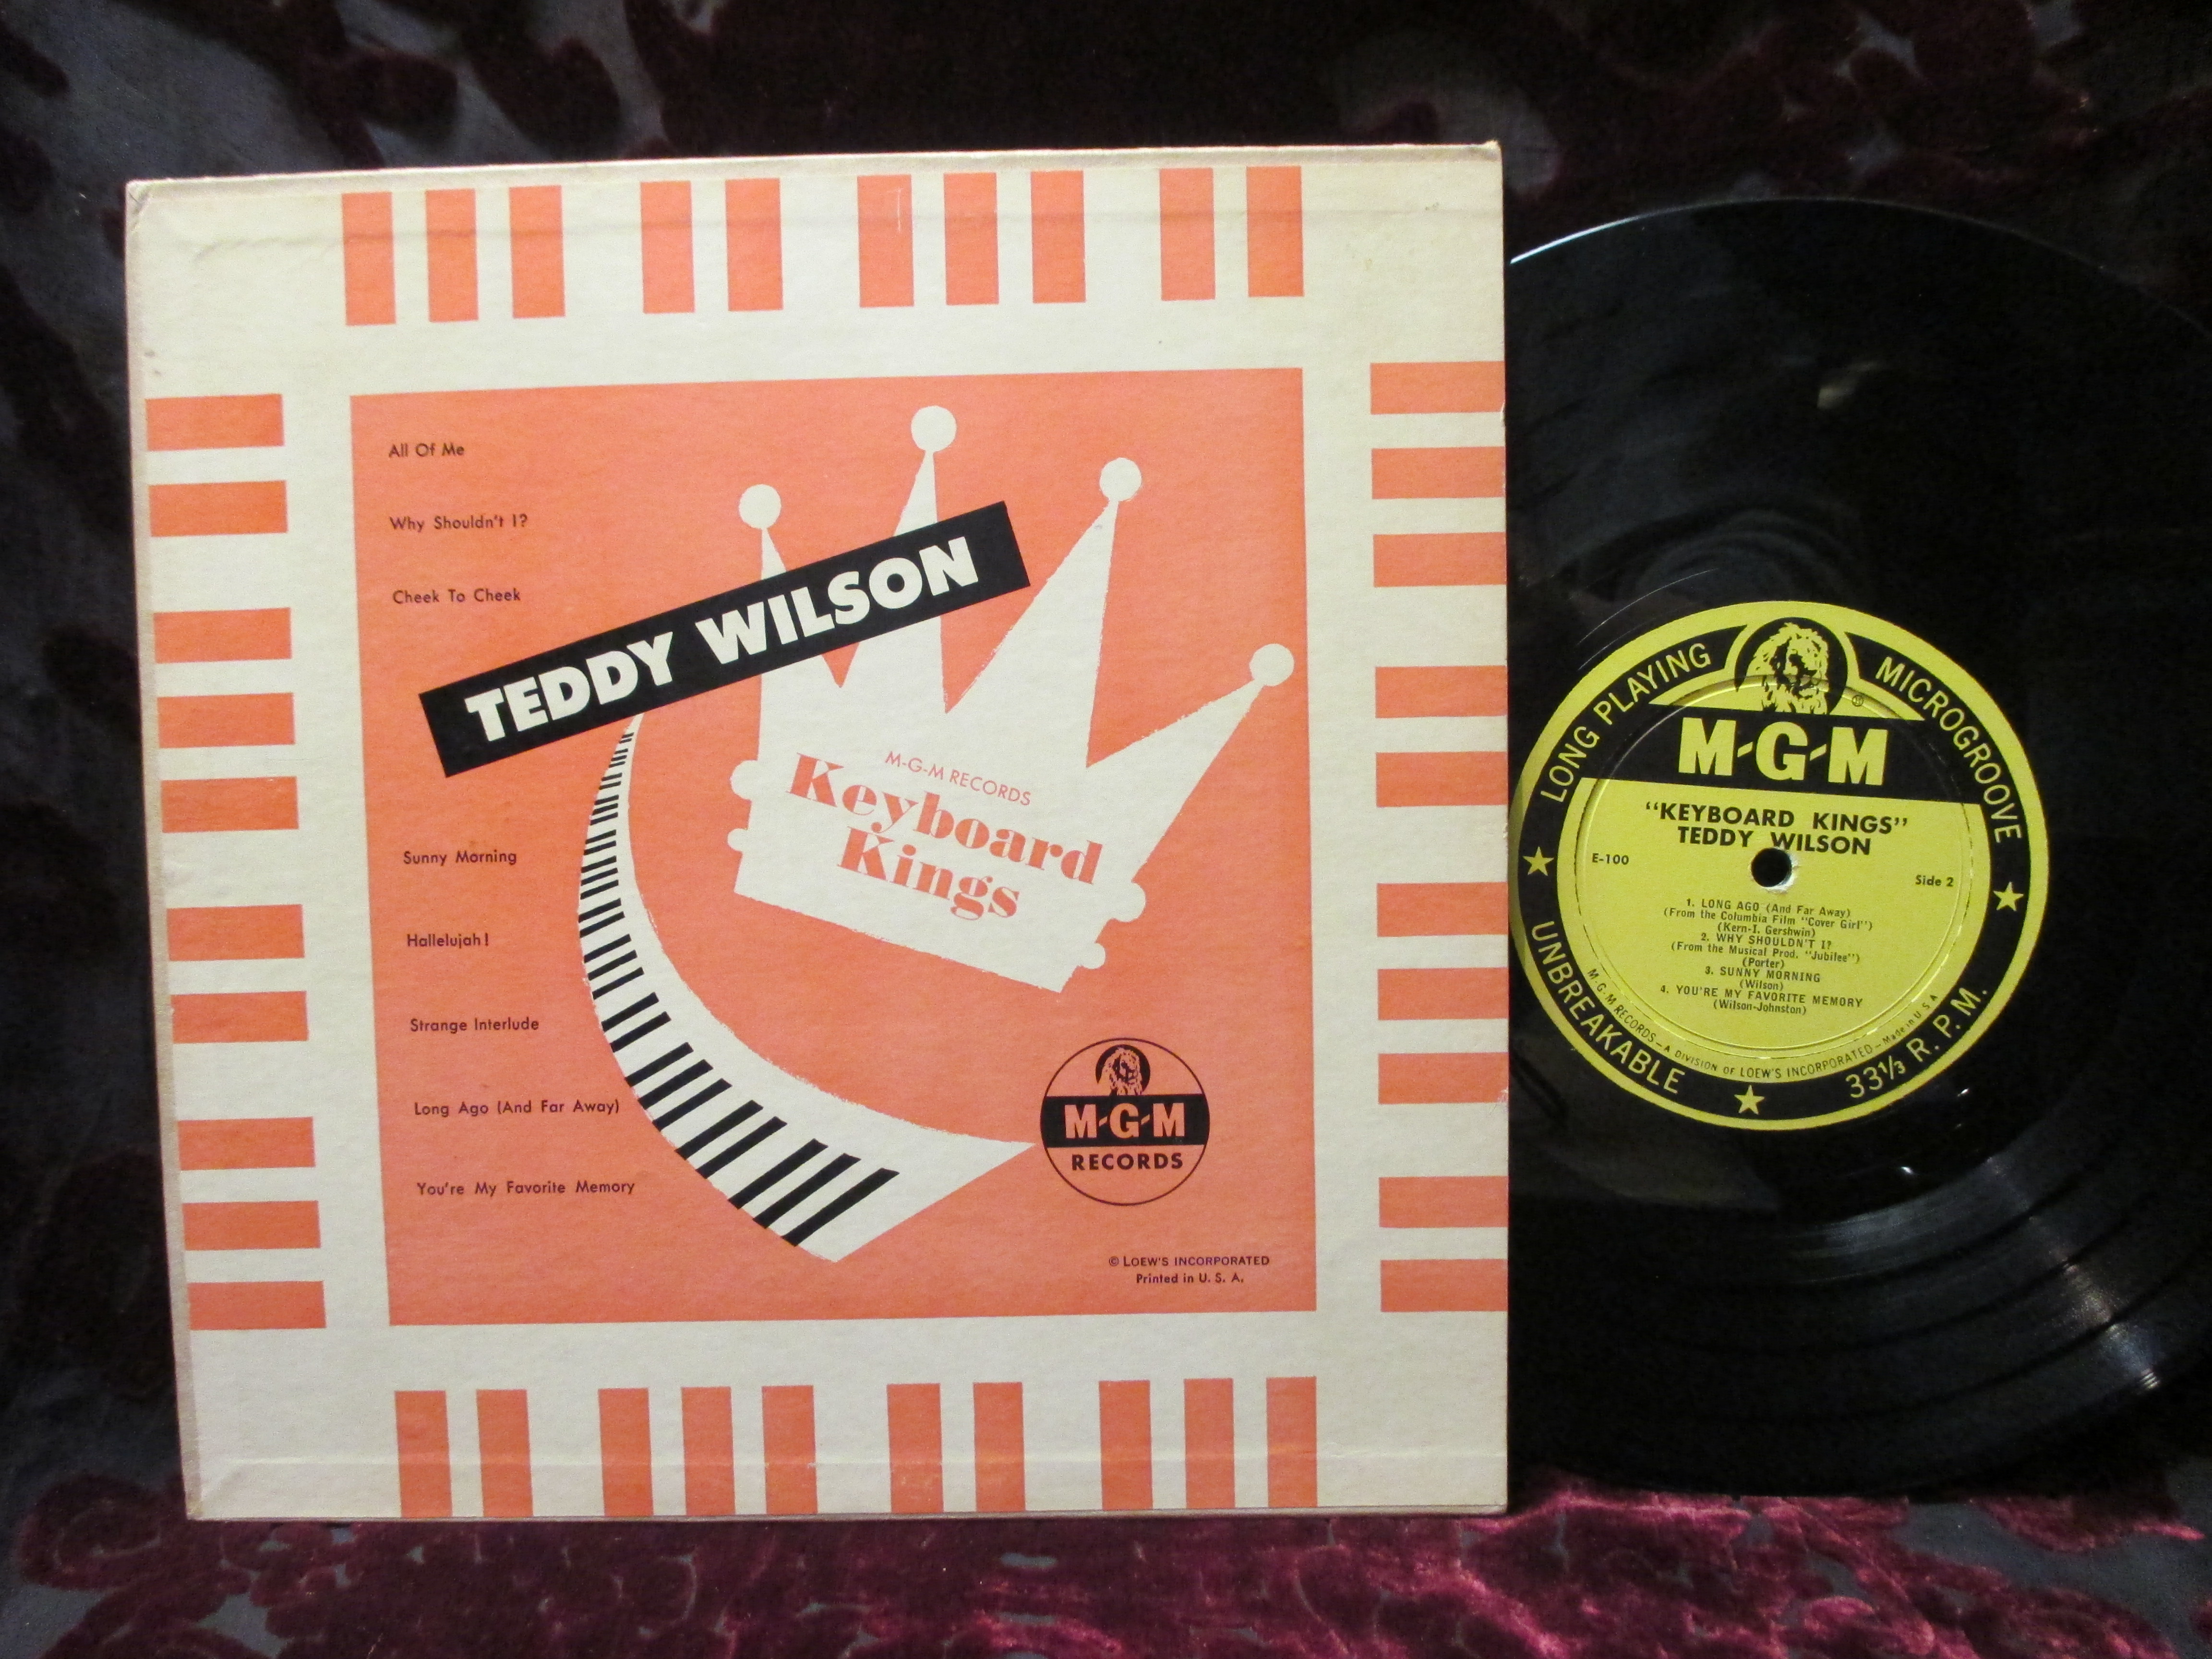 All Of Me
Why Shouldn't I?
Cheek To Cheek
TEDDY WILSON
M-G-M RECORDS
Keyboard
Kings
Sunny Morning
Hallelujah!
Strange Interlude
Long Ago (And Far Away)
You're My Favorite Memory
M-G-M
RECORDS
© LOEW'S INCORPORATED
Printed in U. S. A.
LONG PLAYING MICROGROOVE
®
M-G-M
"KEYBOARD KINGS"
TEDDY WILSON
E-100
Side 2
1. LONG AGO (And Far Away)
(From the Columbia Film "Cover Girl")
(Kern-I. Gershwin)
2. WHY SHOULDN'T I?
(From the Musical Prod. "Jubilee")
(Porter)
3. SUNNY MORNING
(Wilson)
4. YOU'RE MY FAVORITE MEMORY
(Wilson-Johnston)
M-G-M RECORDS—A DIVISION OF LOEW'S INCORPORATED—Made in U.S.A
UNBREAKABLE 33⅓ R.P.M.